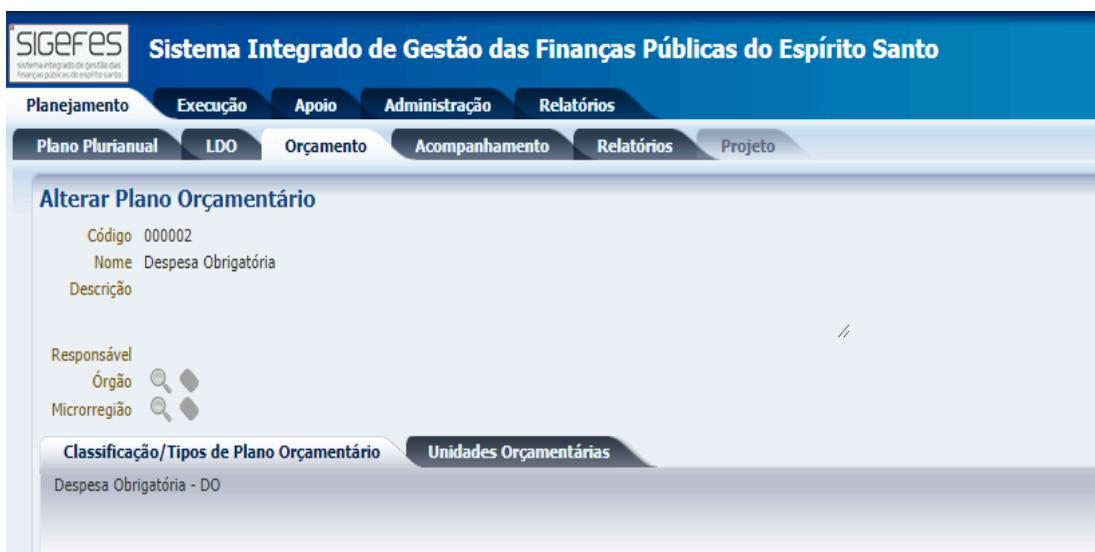 SIGEFES
sistema integrado de gestão das
finanças públicas do espírito santo
Sistema Integrado de Gestão das Finanças Públicas do Espírito Santo
Planejamento Execução Apoio Administração Relatórios
Plano Plurianual LDO Orçamento Acompanhamento Relatórios Projeto
Alterar Plano Orçamentário
Código 000002
Nome Despesa Obrigatória
Descrição
Responsável
Órgão
Microrregião
Classificação/Tipos de Plano Orçamentário Unidades Orçamentárias
Despesa Obrigatória - DO